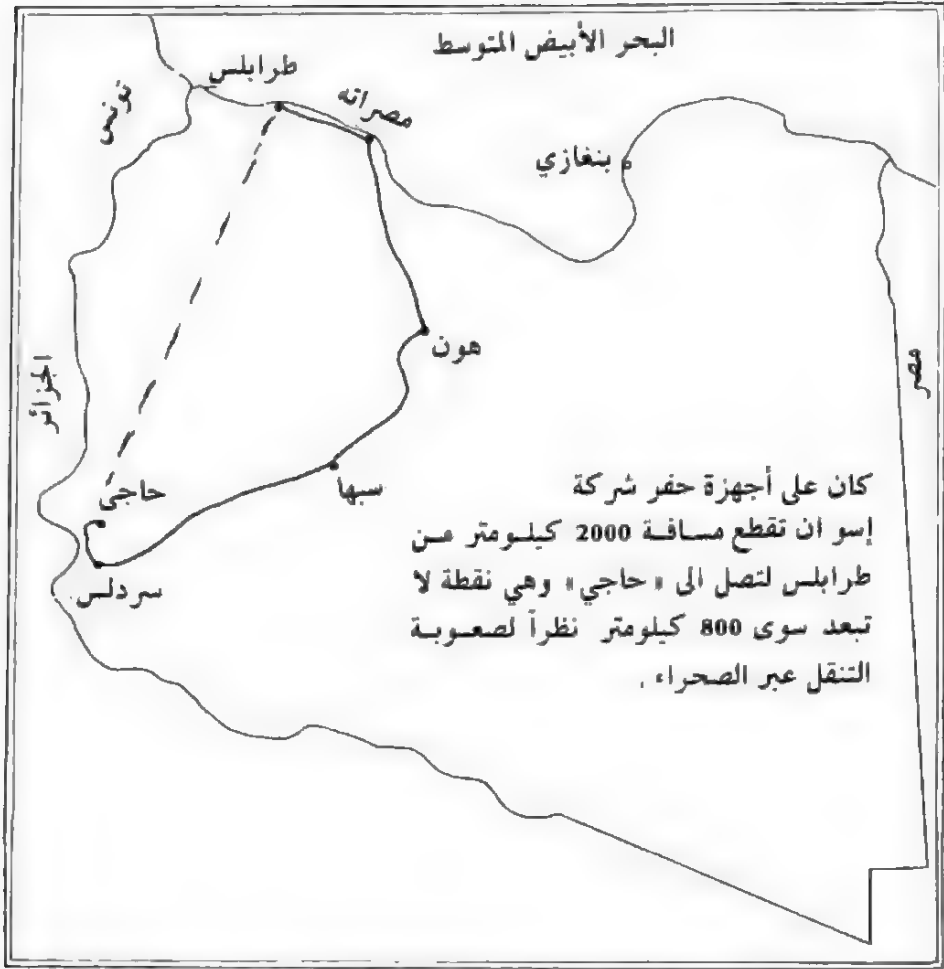 البحر الأبيض المتوسط
طرابلس
تونس
مصراته
بنغازي
هون
الجزائر
مصر
سبها
حاجي
سردلس
كان على أجهزة حفر شركة
إسو ان تقطع مسافة 2000 كيلومتر من
طرابلس لتصل الى « حاجي » وهي نقطة لا
تبعد سوى 800 كيلومتر نظراً لصعوبة
التنقل عبر الصحراء .